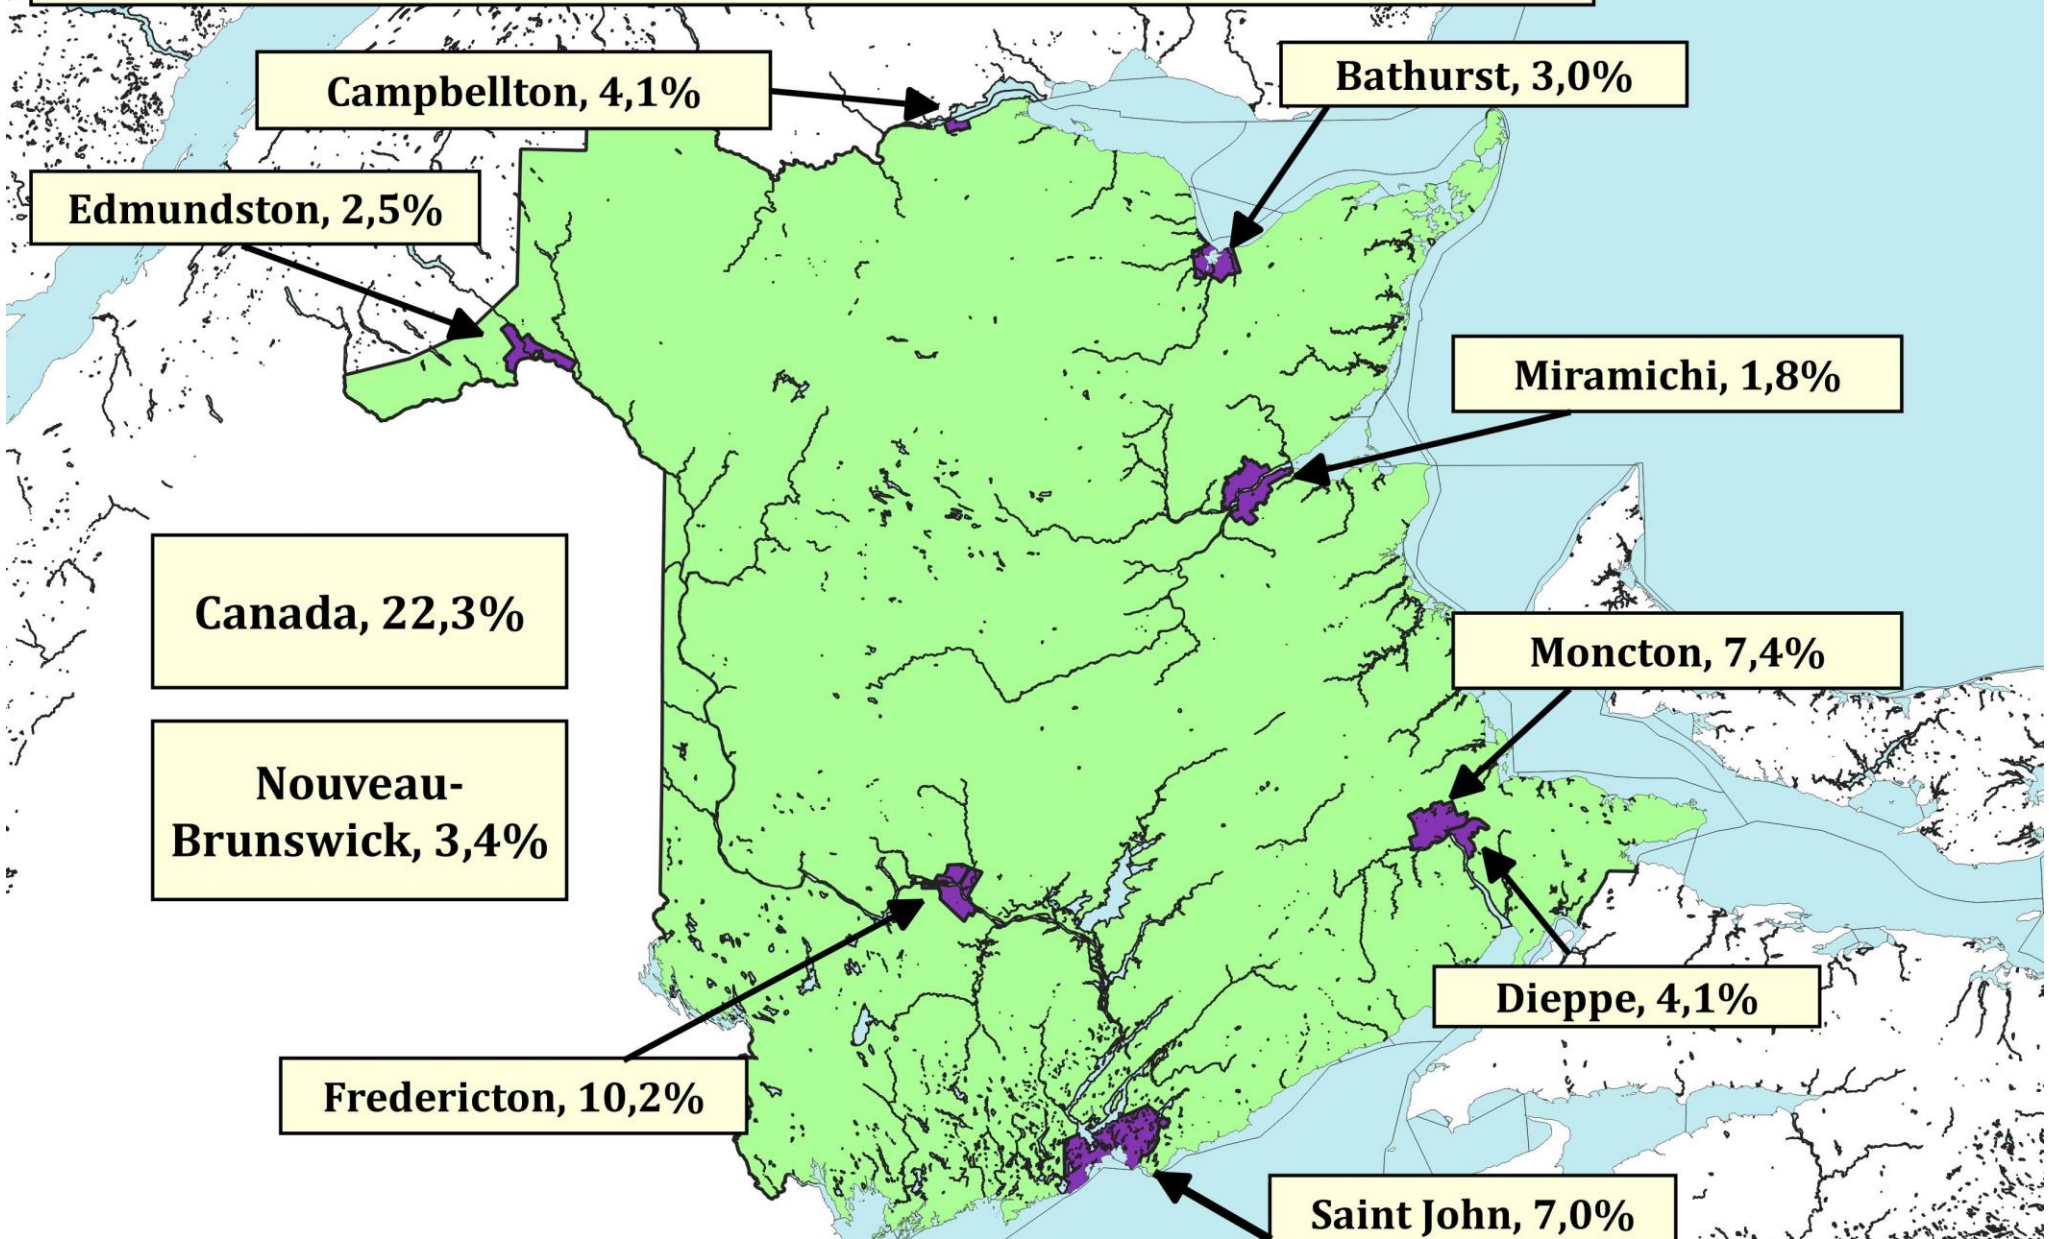 Campbellton, 4,1%
Bathurst, 3,0%
Edmundston, 2,5%
Miramichi, 1,8%
Canada, 22,3%
Moncton, 7,4%
Nouveau-
Brunswick, 3,4%
Dieppe, 4,1%
Fredericton, 10,2%
Saint John, 7,0%